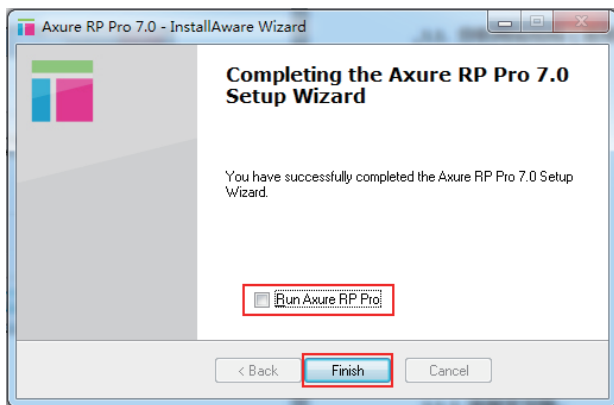 Axure RP Pro 7.0 - InstallAware Wizard
Completing the Axure RP Pro 7.0
Setup Wizard
You have successfully completed the Axure RP Pro 7.0 Setup
Wizard.
Run Axure RP Pro
< Back Finish Cancel